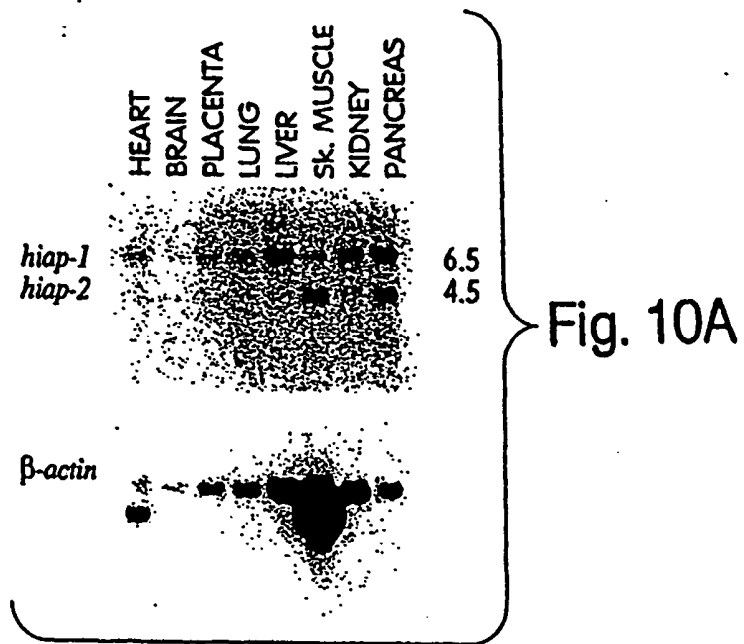 HEART
BRAIN
PLACENTA
LUNG
LIVER
Sk. MUSCLE
KIDNEY
PANCREAS
hiap-1 6.5
hiap-2 4.5
Fig. 10A
β-actin